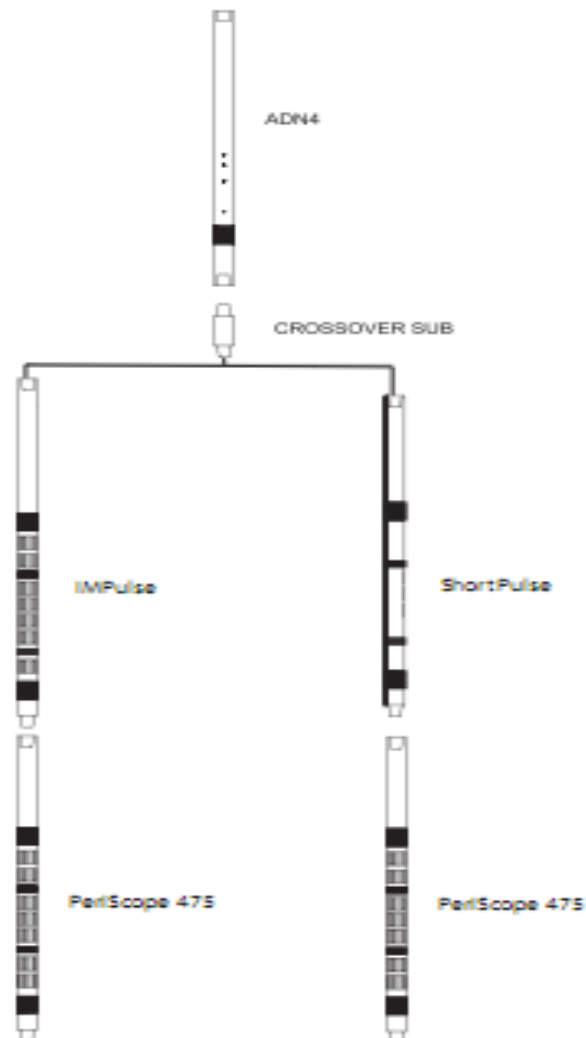 ADN4
CROSSOVER SUB
IMPulse
ShortPulse
PeriScope 475
PeriScope 475